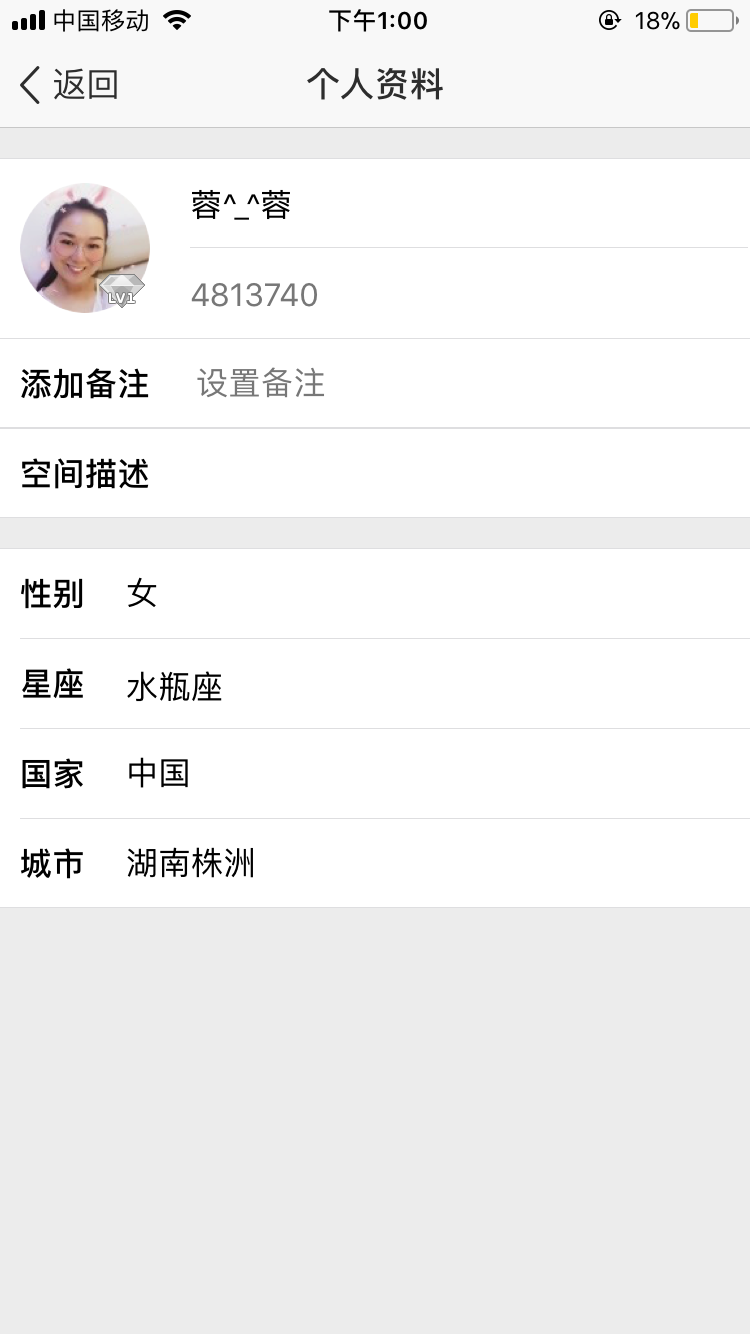 中国移动 下午1:00 18%
返回 个人资料
蓉^_^蓉
LV1
4813740
添加备注 设置备注
空间描述
性别 女
星座 水瓶座
国家 中国
城市 湖南株洲